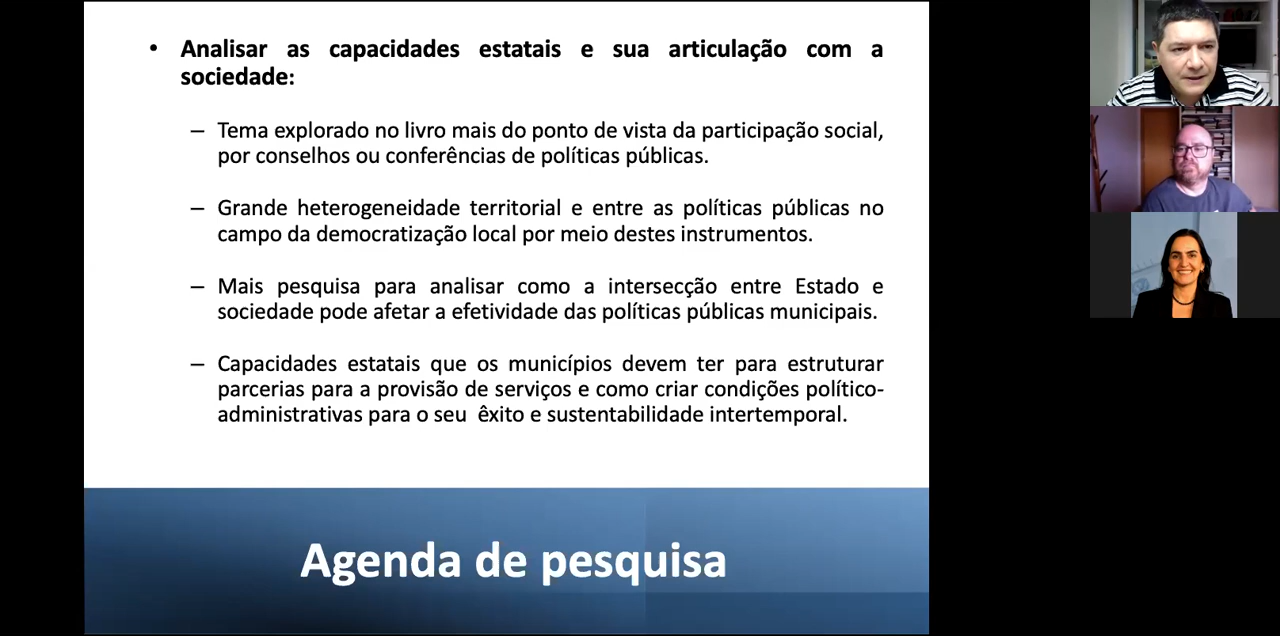 • Analisar as capacidades estatais e sua articulação com a
sociedade:
– Tema explorado no livro mais do ponto de vista da participação social,
por conselhos ou conferências de políticas públicas.
– Grande heterogeneidade territorial e entre as políticas públicas no
campo da democratização local por meio destes instrumentos.
– Mais pesquisa para analisar como a intersecção entre Estado e
sociedade pode afetar a efetividade das políticas públicas municipais.
– Capacidades estatais que os municípios devem ter para estruturar
parcerias para a provisão de serviços e como criar condições político-
administrativas para o seu êxito e sustentabilidade intertemporal.
Agenda de pesquisa